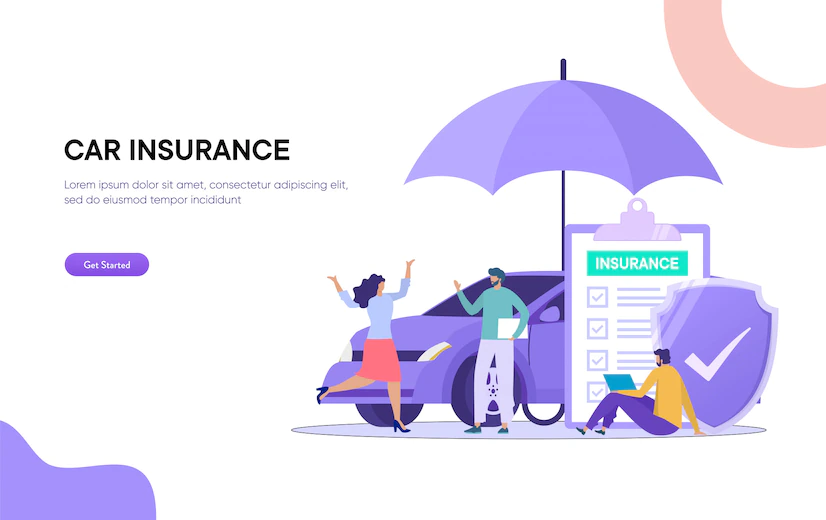 CAR INSURANCE
Lorem ipsum dolor sit amet, consectetur adipiscing elit,
sed do eiusmod tempor incididunt
Get Started
INSURANCE